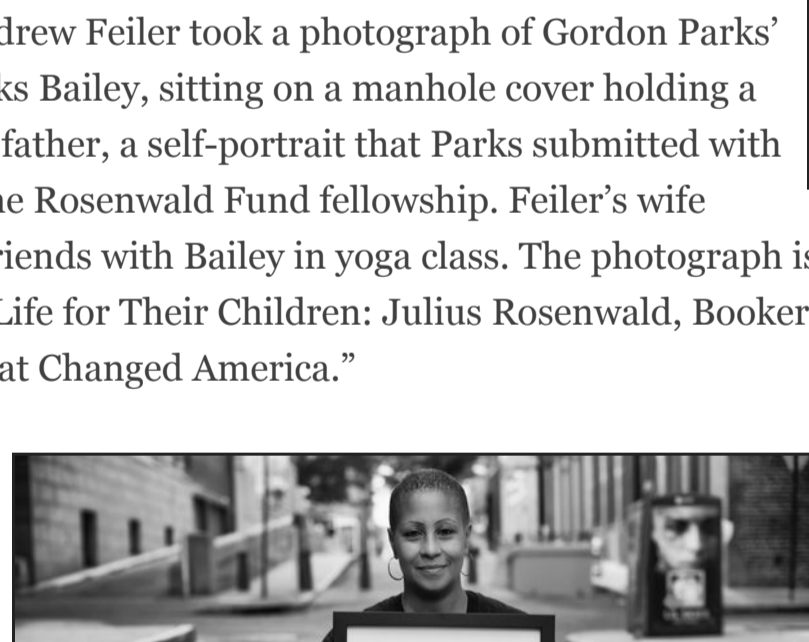 drew Feiler took a photograph of Gordon Parks’
ks Bailey, sitting on a manhole cover holding a
father, a self-portrait that Parks submitted with
e Rosenwald Fund fellowship. Feiler’s wife
riends with Bailey in yoga class. The photograph is
Life for Their Children: Julius Rosenwald, Booker
at Changed America.”